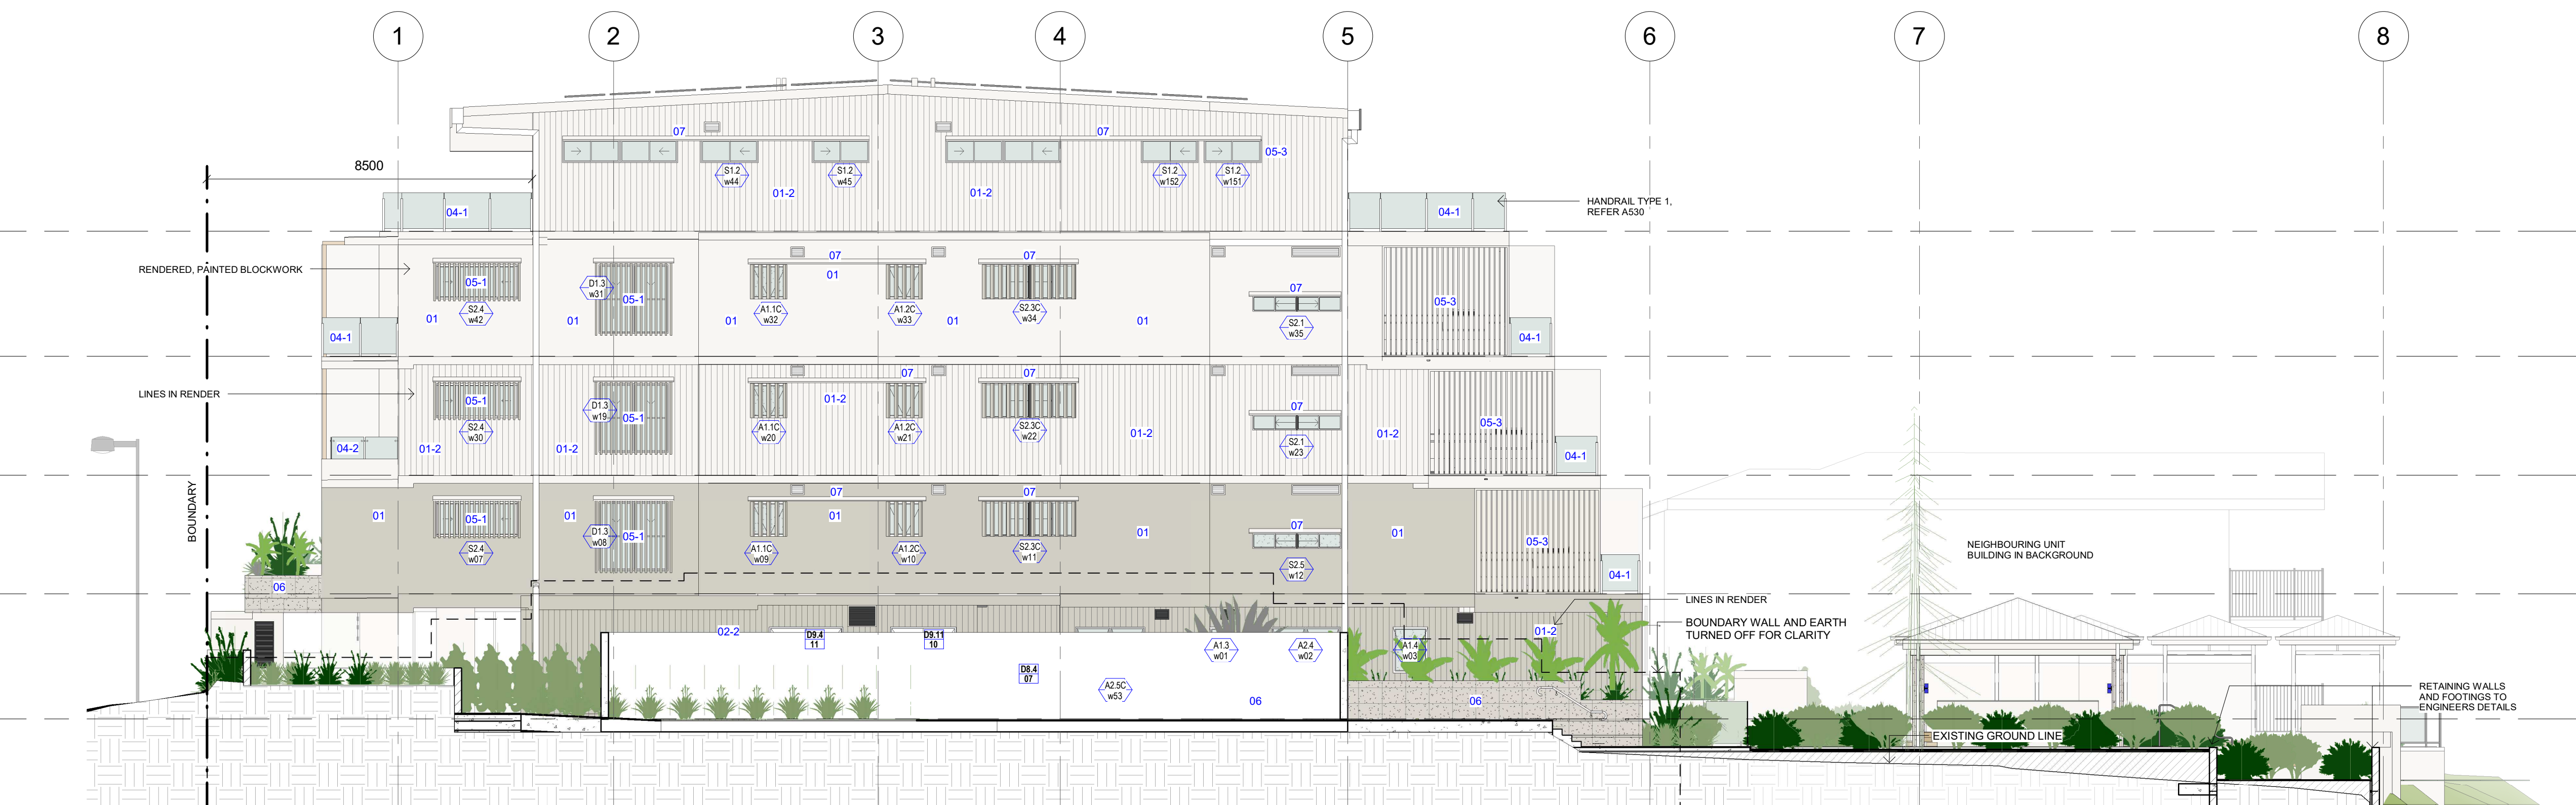 1
2
3
4
5
6
7
8
07
07
05-3
8500
S1.2
w44
S1.2
w45
S1.2
w152
S1.2
w151
01-2
01-2
04-1
04-1
HANDRAIL TYPE 1,
REFER A530
RENDERED, PAINTED BLOCKWORK
07
07
01
05-1
D1.3
w31
05-1
07
05-3
S2.4
w42
A1.1C
w32
A1.2C
w33
S2.3C
w34
S2.1
w35
01
01
01
01
01
04-1
04-1
LINES IN RENDER
07
07
05-1
01-2
D1.3
w19
05-1
07
05-3
S2.4
w30
A1.1C
w20
A1.2C
w21
S2.3C
w22
S2.1
w23
01-2
01-2
01-2
01-2
04-2
04-1
BOUNDARY
07
07
01
05-1
01
01
D1.3
w08
05-1
07
01
01
05-3
S2.4
w07
A1.1C
w09
A1.2C
w10
S2.3C
w11
S2.5
w12
04-1
06
NEIGHBOURING UNIT
BUILDING IN BACKGROUND
LINES IN RENDER
BOUNDARY WALL AND EARTH
TURNED OFF FOR CLARITY
02-2
D9.4
11
D9.11
10
01-2
A1.3
w01
A2.4
w02
A1.4
w03
D8.4
07
A2.5C
w53
06
06
RETAINING WALLS
AND FOOTINGS TO
ENGINEERS DETAILS
EXISTING GROUND LINE